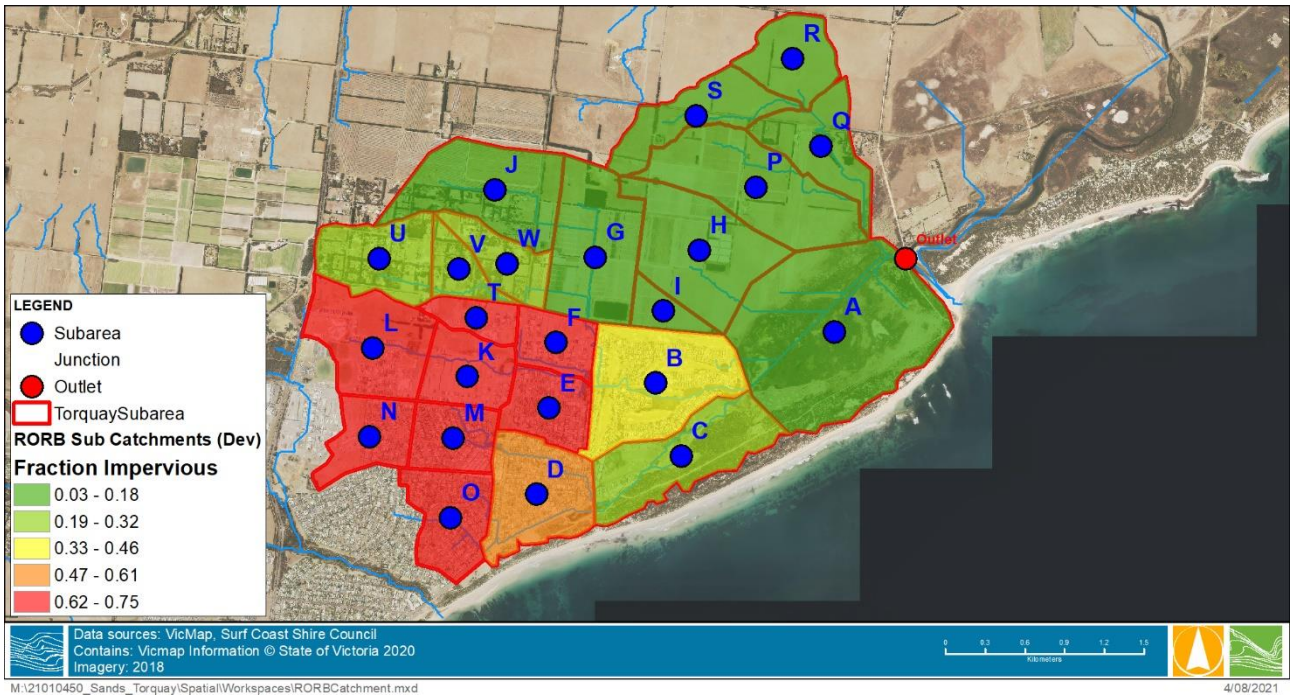 R
S
Q
P
J
H
W
G
U
V
Outlet
I
T
A
F
L
K
B
E
N
M
C
D
O
LEGEND
Subarea
Junction
Outlet
TorquaySubarea
RORB Sub Catchments (Dev)
Fraction Impervious
0.03 - 0.18
0.19 - 0.32
0.33 - 0.46
0.47 - 0.61
0.62 - 0.75
Data sources: VicMap, Surf Coast Shire Council
Contains: Vicmap Information © State of Victoria 2020
Imagery: 2018
0 0.3 0.6 0.9 1.2 1.5
Kilometers
M:\21010450_Sands_Torquay\Spatial\Workspaces\RORBCatchment.mxd
4/08/2021